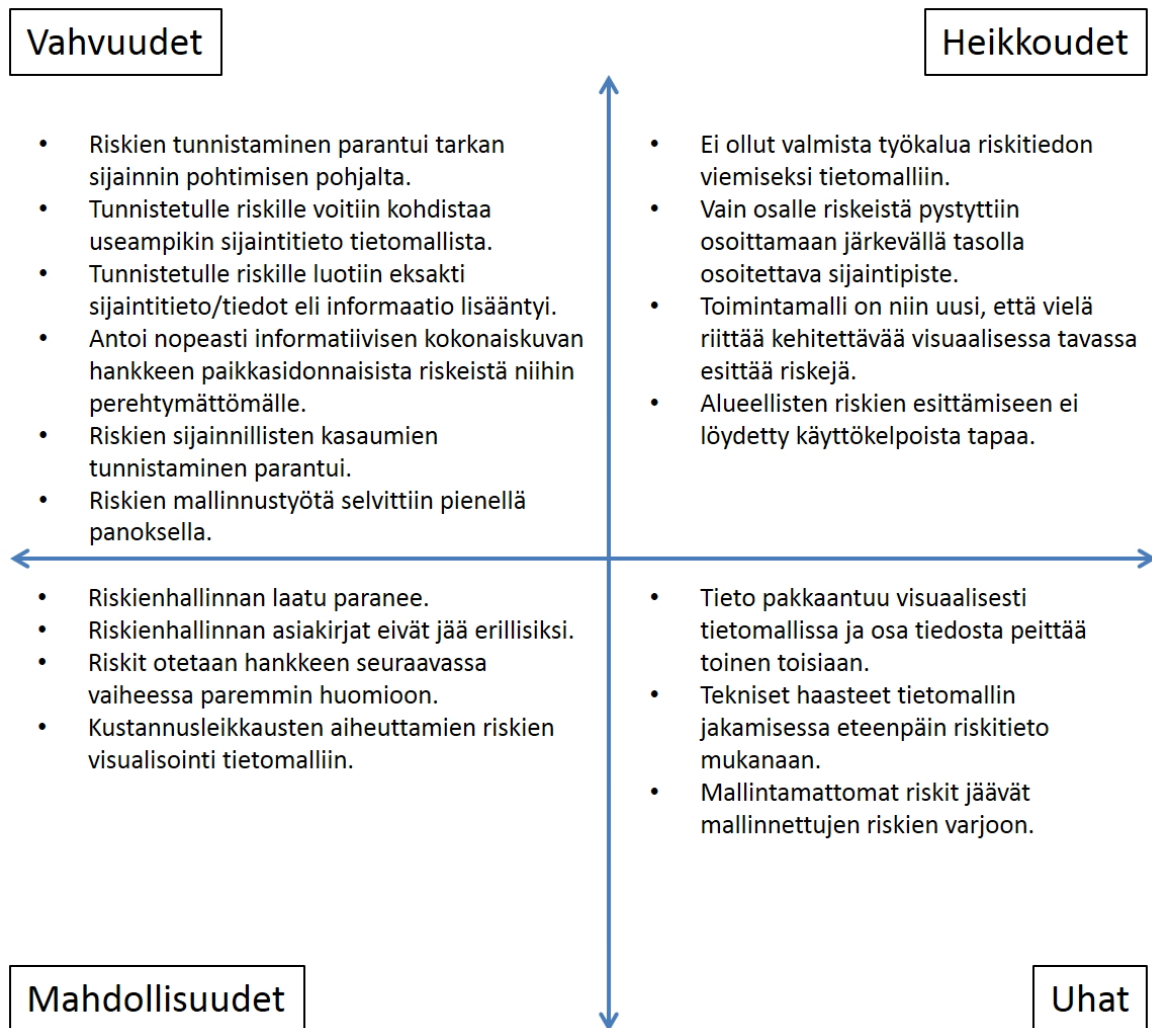 Vahvuudet
• Riskien tunnistaminen parantui tarkan
sijainnin pohtimisen pohjalta.
• Tunnistetulle riskille voitiin kohdistaa
useampikin sijaintitieto tietomallista.
• Tunnistetulle riskille luotiin eksakti
sijaintitieto/tiedot eli informaatio lisääntyi.
• Antoi nopeasti informatiivisen kokonaiskuvan
hankkeen paikkasidonnaisista riskeistä niihin
perehtymättömälle.
• Riskien sijainnillisten kasaumien
tunnistaminen parantui.
• Riskien mallinnustyötä selvittiin pienellä
panoksella.
Heikkoudet
• Ei ollut valmista työkalua riskitiedon
viemiseksi tietomalliin.
• Vain osalle riskeistä pystyttiin
osoittamaan järkevällä tasolla
osoitettava sijaintipiste.
• Toimintamalli on niin uusi, että vielä
riittää kehitettävää visuaalisessa tavassa
esittää riskejä.
• Alueellisten riskien esittämiseen ei
löydetty käyttökelpoista tapaa.
• Riskienhallinnan laatu paranee.
• Riskienhallinnan asiakirjat eivät jää erillisiksi.
• Riskit otetaan hankkeen seuraavassa
vaiheessa paremmin huomioon.
• Kustannusleikkausten aiheuttamien riskien
visualisointi tietomalliin.
Mahdollisuudet
• Tieto pakkaantuu visuaalisesti
tietomallissa ja osa tiedosta peittää
toinen toisiaan.
• Tekniset haasteet tietomallin
jakamisessa eteenpäin riskitieto
mukanaan.
• Mallintamattomat riskit jäävät
mallinnettujen riskien varjoon.
Uhat